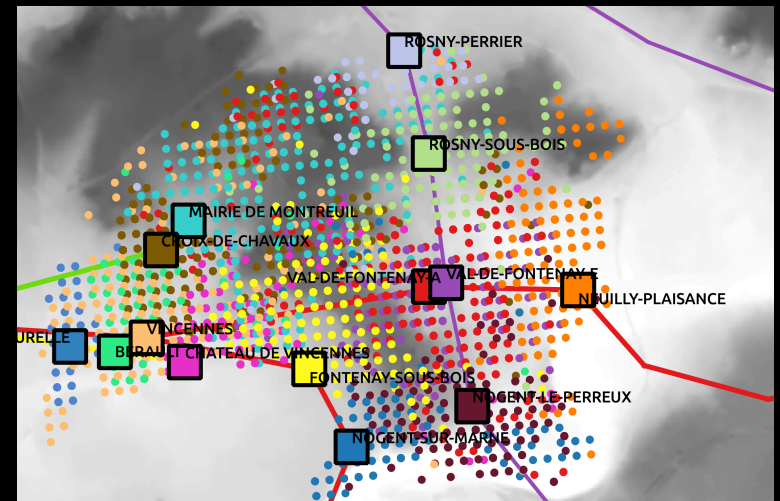 ROSNY-PERRIER
ROSNY-SOUS-BOIS
MAIRIE DE MONTREUIL
CROIX-DE-CHAVAUX
VAL-DE-FONTENAY-A
VAL-DE-FONTENAY-E
NEUILLY-PLAISANCE
VINCENNES
URELLE
BERAULT
CHATEAU DE VINCENNES
FONTENAY-SOUS-BOIS
NOGENT-LE-PERREUX
NOGENT-SUR-MARNE